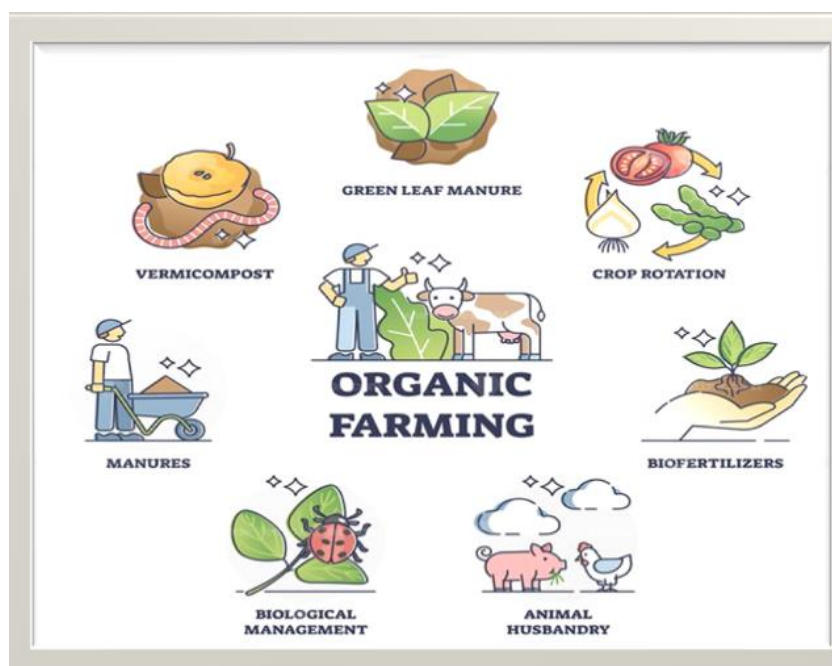 GREEN LEAF MANURE
VERMICOMPOST
CROP ROTATION
ORGANIC
FARMING
MANURES
BIOFERTILIZERS
BIOLOGICAL
MANAGEMENT
ANIMAL
HUSBANDRY